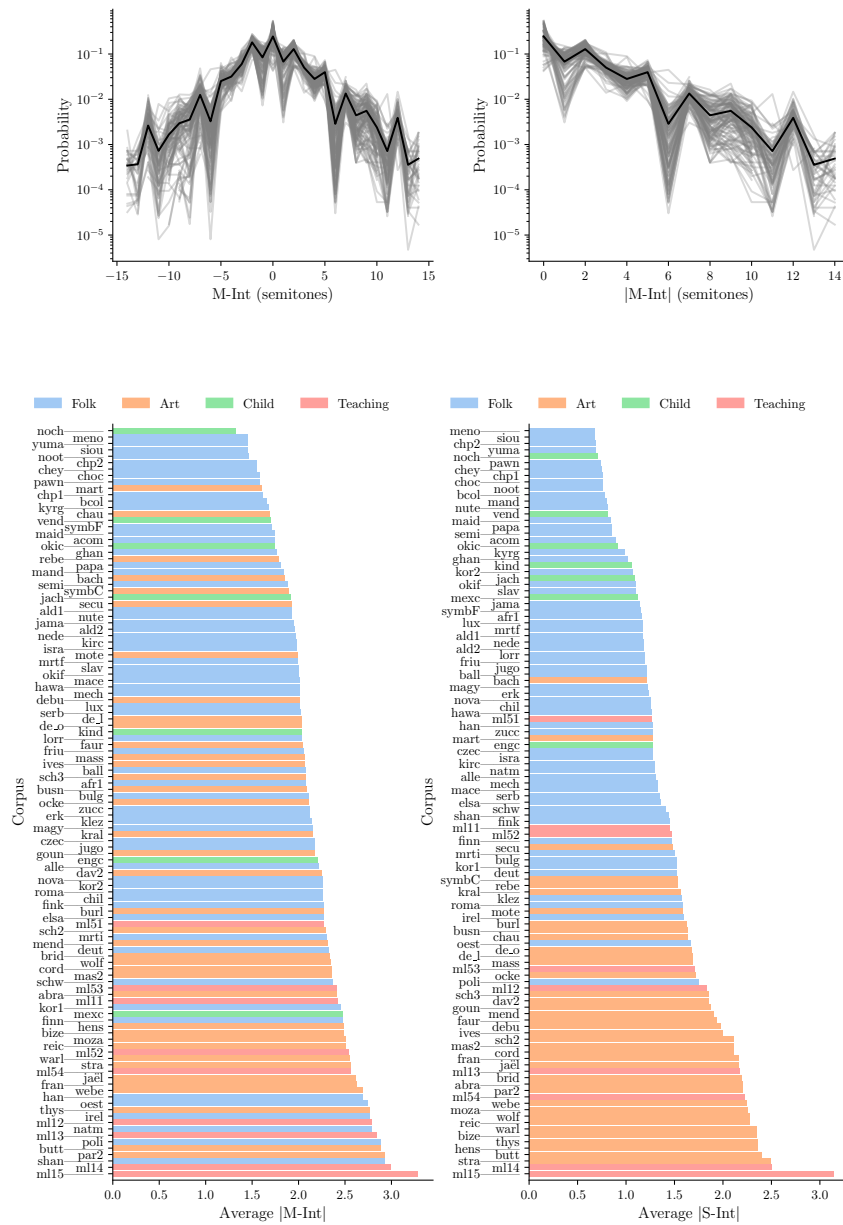 Probability
10⁻¹
10⁻²
10⁻³
10⁻⁴
10⁻⁵
−15 −10 −5 0 5 10 15
M-Int (semitones)
Probability
10⁻¹
10⁻²
10⁻³
10⁻⁴
10⁻⁵
0 2 4 6 8 10 12 14
|M-Int| (semitones)
Folk Art Child Teaching
Corpus
noch
meno
yuma
siou
noot
chp2
chey
choc
pawn
mart
chp1
bcol
kyrg
chau
vend
symbF
maid
acom
okic
ghan
rebe
papa
mand
bach
semi
symbC
jach
secu
ald1
nute
jama
ald2
nede
kirc
isra
mote
mrtf
slav
okif
mace
hawa
mech
debu
lux
serb
de_l
de_o
kind
lorr
faur
friu
mass
ives
ball
sch3
afr1
busn
bulg
ocke
zucc
erk
klez
magy
kral
czec
jugo
goun
engc
alle
dav2
nova
kor2
roma
chil
fink
burl
elsa
ml51
sch2
mrti
mend
deut
brid
wolf
cord
mas2
schw
ml53
abra
ml11
kor1
mexc
finn
hens
bize
moza
reic
ml52
warl
stra
ml54
jaël
fran
webe
han
oest
thys
irel
ml12
natm
ml13
poli
butt
par2
shan
ml14
ml15
0.0 0.5 1.0 1.5 2.0 2.5 3.0
Average |M-Int|
Folk Art Child Teaching
Corpus
meno
siou
chp2
yuma
noch
pawn
chey
chp1
choc
noot
bcol
mand
nute
vend
maid
papa
semi
acom
okic
kyrg
ghan
kind
kor2
jach
okif
slav
mexc
jama
symbF
afr1
lux
mrtf
ald1
nede
ald2
lorr
friu
jugo
ball
bach
magy
erk
nova
chil
hawa
ml51
han
zucc
mart
engc
czec
isra
kirc
natm
alle
mech
mace
serb
elsa
schw
shan
fink
ml11
ml52
finn
secu
mrti
bulg
kor1
deut
symbC
rebe
kral
klez
roma
mote
irel
burl
busn
chau
oest
de_o
de_l
mass
ml53
ocke
poli
ml12
sch3
dav2
goun
mend
faur
debu
ives
sch2
mas2
cord
fran
jaël
ml13
brid
abra
par2
ml54
webe
moza
wolf
reic
warl
bize
thys
hens
butt
stra
ml14
ml15
0.0 0.5 1.0 1.5 2.0 2.5 3.0
Average |S-Int|